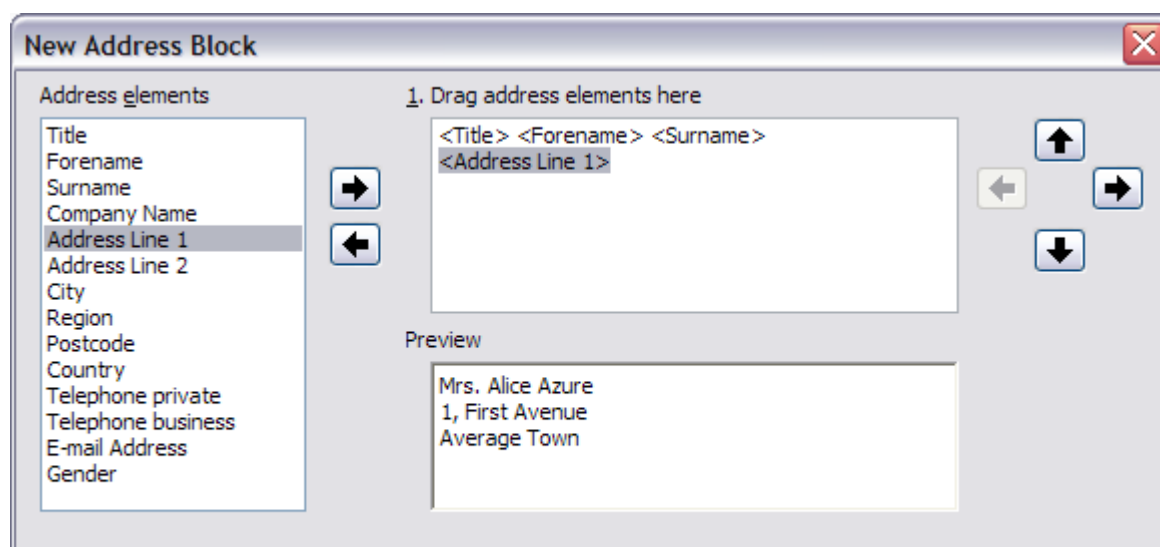 New Address Block
Address elements
Title
Forename
Surname
Company Name
Address Line 1
Address Line 2
City
Region
Postcode
Country
Telephone private
Telephone business
E-mail Address
Gender
1. Drag address elements here
<Title> <Forename> <Surname>
<Address Line 1>
Preview
Mrs. Alice Azure
1, First Avenue
Average Town